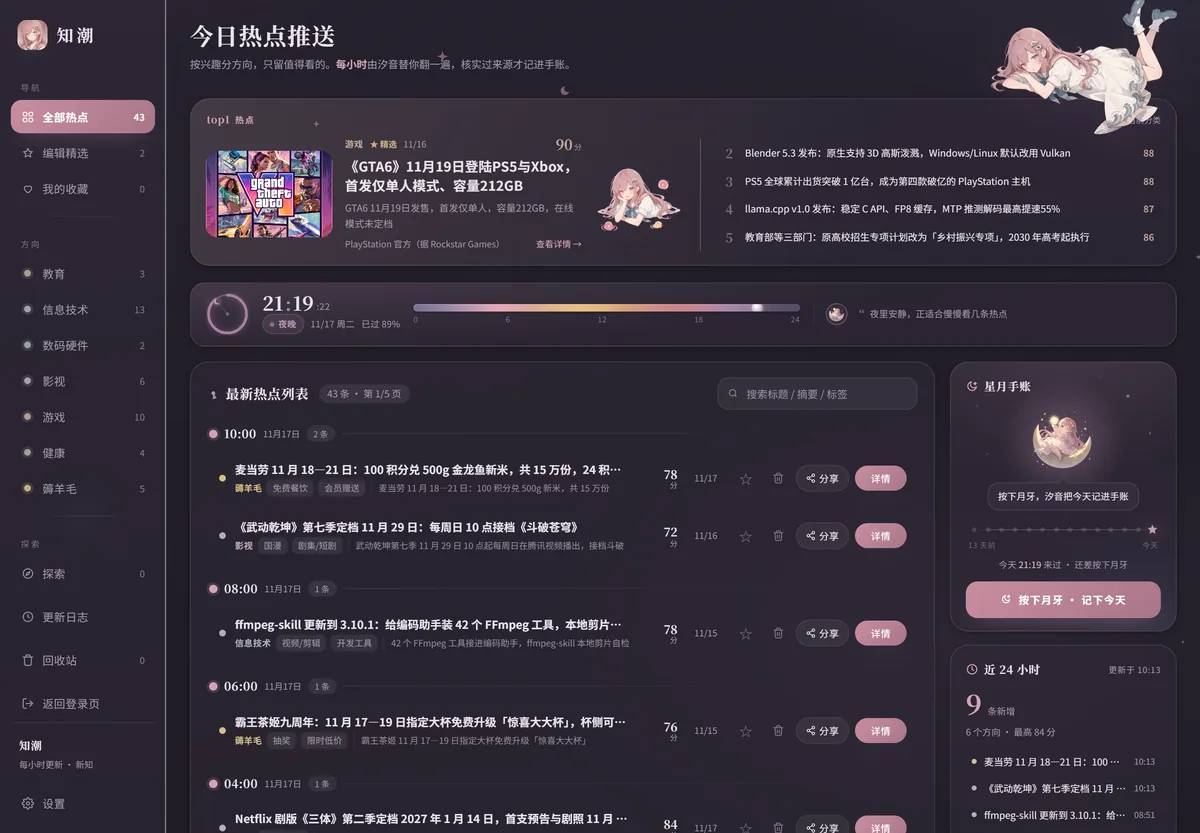 知潮
导航
全部热点 43
编辑精选 2
我的收藏 0
方向
教育 3
信息技术 13
数码硬件 2
影视 6
游戏 10
健康 4
薅羊毛 5
探索
探索 0
更新日志
回收站 0
返回登录页
知潮
每小时更新 · 新知
设置
今日热点推送
按兴趣分方向，只留值得看的。每小时由汐音替你翻一遍，核实过来源才记进手账。
top1 热点
grand theft auto
游戏 ★精选 11/16 90分
《GTA6》11月19日登陆PS5与Xbox，
首发仅单人模式、容量212GB
GTA6 11月19日发售，首发仅单人，容量212GB，在线
模式未定档
PlayStation 官方（据 Rockstar Games） 查看详情→
分类
2 Blender 5.3 发布：原生支持 3D 高斯泼溅，Windows/Linux 默认改用 Vulkan 88
3 PS5 全球累计出货突破 1 亿台，成为第四款破亿的 PlayStation 主机 88
4 llama.cpp v1.0 发布：稳定 C API、FP8 缓存，MTP 推测解码最高提速55% 87
5 教育部等三部门：原高校招生专项计划改为「乡村振兴专项」，2030 年高考起执行 86
21:19:22
夜晚 11/17 周二 已过 89%
0 6 12 18 24
“ 夜里安静，正适合慢慢看几条热点
最新热点列表 43 条 · 第 1/5 页 搜索标题 / 摘要 / 标签
10:00 11月17日 2 条
麦当劳 11 月 18—21 日：100 积分兑 500g 金龙鱼新米，共 15 万份，24 积… 78分 11/17 分享 详情
薅羊毛 免费餐饮 会员赠送 麦当劳 11 月 18—21 日：100 积分兑 500g 新米，共 15 万份
《武动乾坤》第七季定档 11 月 29 日：每周日 10 点接档《斗破苍穹》 72分 11/16 分享 详情
影视 国漫 剧集/短剧 武动乾坤第七季 11 月 29 日 10 点起每周日在腾讯视频播出，接档斗破
08:00 11月17日 1 条
ffmpeg-skill 更新到 3.10.1：给编码助手装 42 个 FFmpeg 工具，本地剪片… 78分 11/15 分享 详情
信息技术 视频/剪辑 开发工具 42 个 FFmpeg 工具接进编码助手，ffmpeg-skill 本地剪片自检
06:00 11月17日 1 条
霸王茶姬九周年：11 月 17—19 日指定大杯免费升级「惊喜大大杯」，杯侧可… 76分 11/15 分享 详情
薅羊毛 抽奖 限时低价 霸王茶姬 11 月 17—19 日指定大杯免费升级「惊喜大大杯」
04:00 11月17日 1 条
Netflix 剧版《三体》第二季定档 2027 年 1 月 14 日，首支预告与剧照 11 月 … 84 11/17 分享 详情
星月手账
按下月牙，汐音把今天记进手账
13 天前 今天
今天 21:19 来过 · 还差按下月牙
按下月牙 · 记下今天
近 24 小时 更新于 10:13
9 条新增
6 个方向 · 最高 84 分
麦当劳 11 月 18—21 日：100 … 10:13
《武动乾坤》第七季定档 11 月 … 10:13
ffmpeg-skill 更新到 3.10.1：给… 08:51